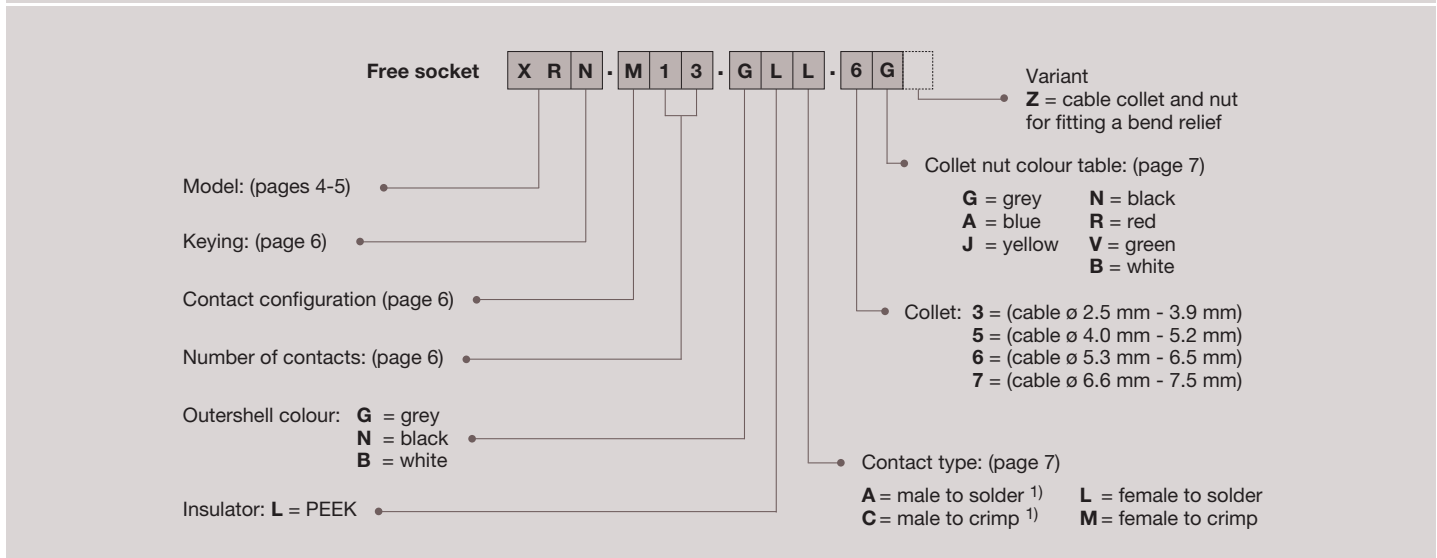 Free socket XRN.M13.GLL.6G
Variant
Z = cable collet and nut
for fitting a bend relief
Collet nut colour table: (page 7)
G = grey N = black
A = blue R = red
J = yellow V = green
B = white
Model: (pages 4-5)
Keying: (page 6)
Contact configuration (page 6)
Collet: 3 = (cable ø 2.5 mm - 3.9 mm)
5 = (cable ø 4.0 mm - 5.2 mm)
6 = (cable ø 5.3 mm - 6.5 mm)
7 = (cable ø 6.6 mm - 7.5 mm)
Number of contacts: (page 6)
Outershell colour: G = grey
N = black
B = white
Contact type: (page 7)
A = male to solder 1) L = female to solder
C = male to crimp 1) M = female to crimp
Insulator: L = PEEK